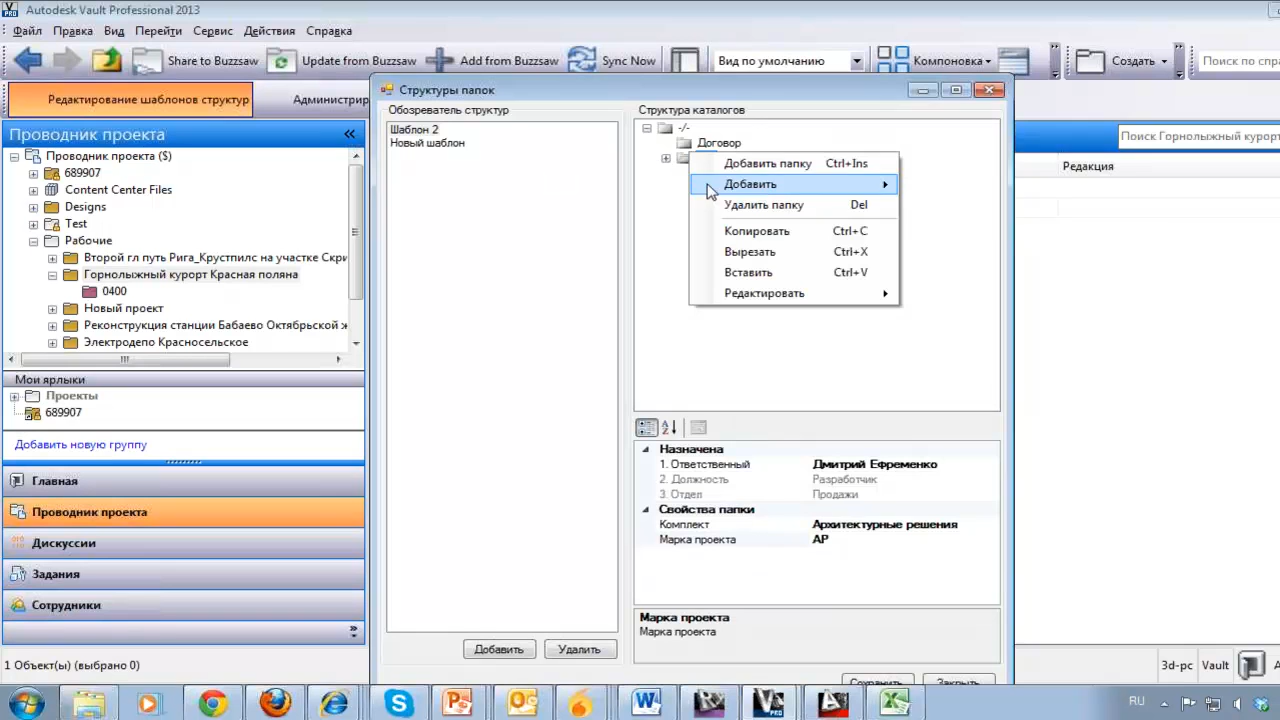 Autodesk Vault Professional 2013
Файл Правка Вид Перейти Сервис Действия Справка
Share to Buzzsaw Update from Buzzsaw Add from Buzzsaw Sync Now Вид по умолчанию Компоновка Создать Поиск по спра
Редактирование шаблонов структур Администрир
Структуры папок
Проводник проекта
Обозреватель структур
Структура каталогов
Поиск Горнолыжный курорт
Шаблон 2
Новый шаблон
-/-
Договор
Редакция
Проводник проекта ($)
689907
Content Center Files
Designs
Test
Рабочие
Второй гл путь Рига_Крустпилс на участке Скри
Горнолыжный курорт Красная поляна
0400
Новый проект
Реконструкция станции Бабаево Октябрьской ж
Электродепо Красносельское
Добавить папку Ctrl+Ins
Добавить
Удалить папку Del
Копировать Ctrl+C
Вырезать Ctrl+X
Вставить Ctrl+V
Редактировать
Мои ярлыки
Проекты
689907
Добавить новую группу
Главная
Проводник проекта
Дискуссии
Задания
Сотрудники
Назначена
1. Ответственный Дмитрий Ефременко
2. Должность Разработчик
3. Отдел Продажи
Свойства папки
Комплект Архитектурные решения
Марка проекта АР
Марка проекта
Марка проекта
Добавить Удалить
Сохранить Закрыть
1 Объект(ы) (выбрано 0)
3d-pc Vault A
RU